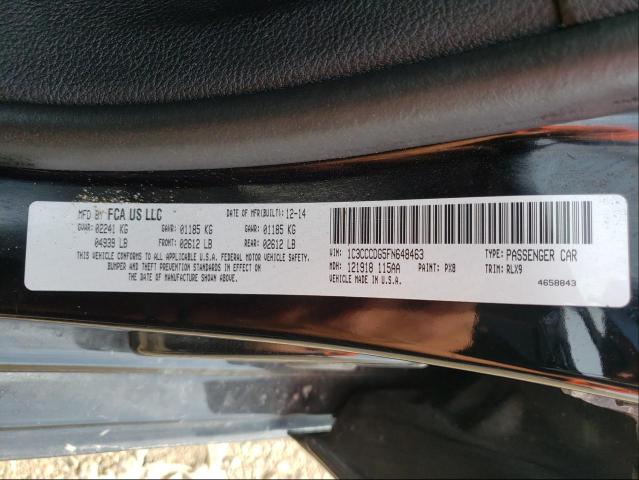 MFD BY FCA US LLC DATE OF MFR(BUILT): 12-14
GVWR: 02241 KG GAWR: 01185 KG GAWR: 01185 KG
04939 LB FRONT: 02612 LB REAR: 02612 LB
THIS VEHICLE CONFORMS TO ALL APPLICABLE U.S.A. FEDERAL MOTOR VEHICLE SAFETY,
BUMPER AND THEFT PREVENTION STANDARDS IN EFFECT ON
THE DATE OF MANUFACTURE SHOWN ABOVE.
VIN: 1C3CCCDG5FN648463 TYPE: PASSENGER CAR
MDH: 121918 115AA PAINT: PX8 TRIM: RLX9
VEHICLE MADE IN U.S.A.
4658843